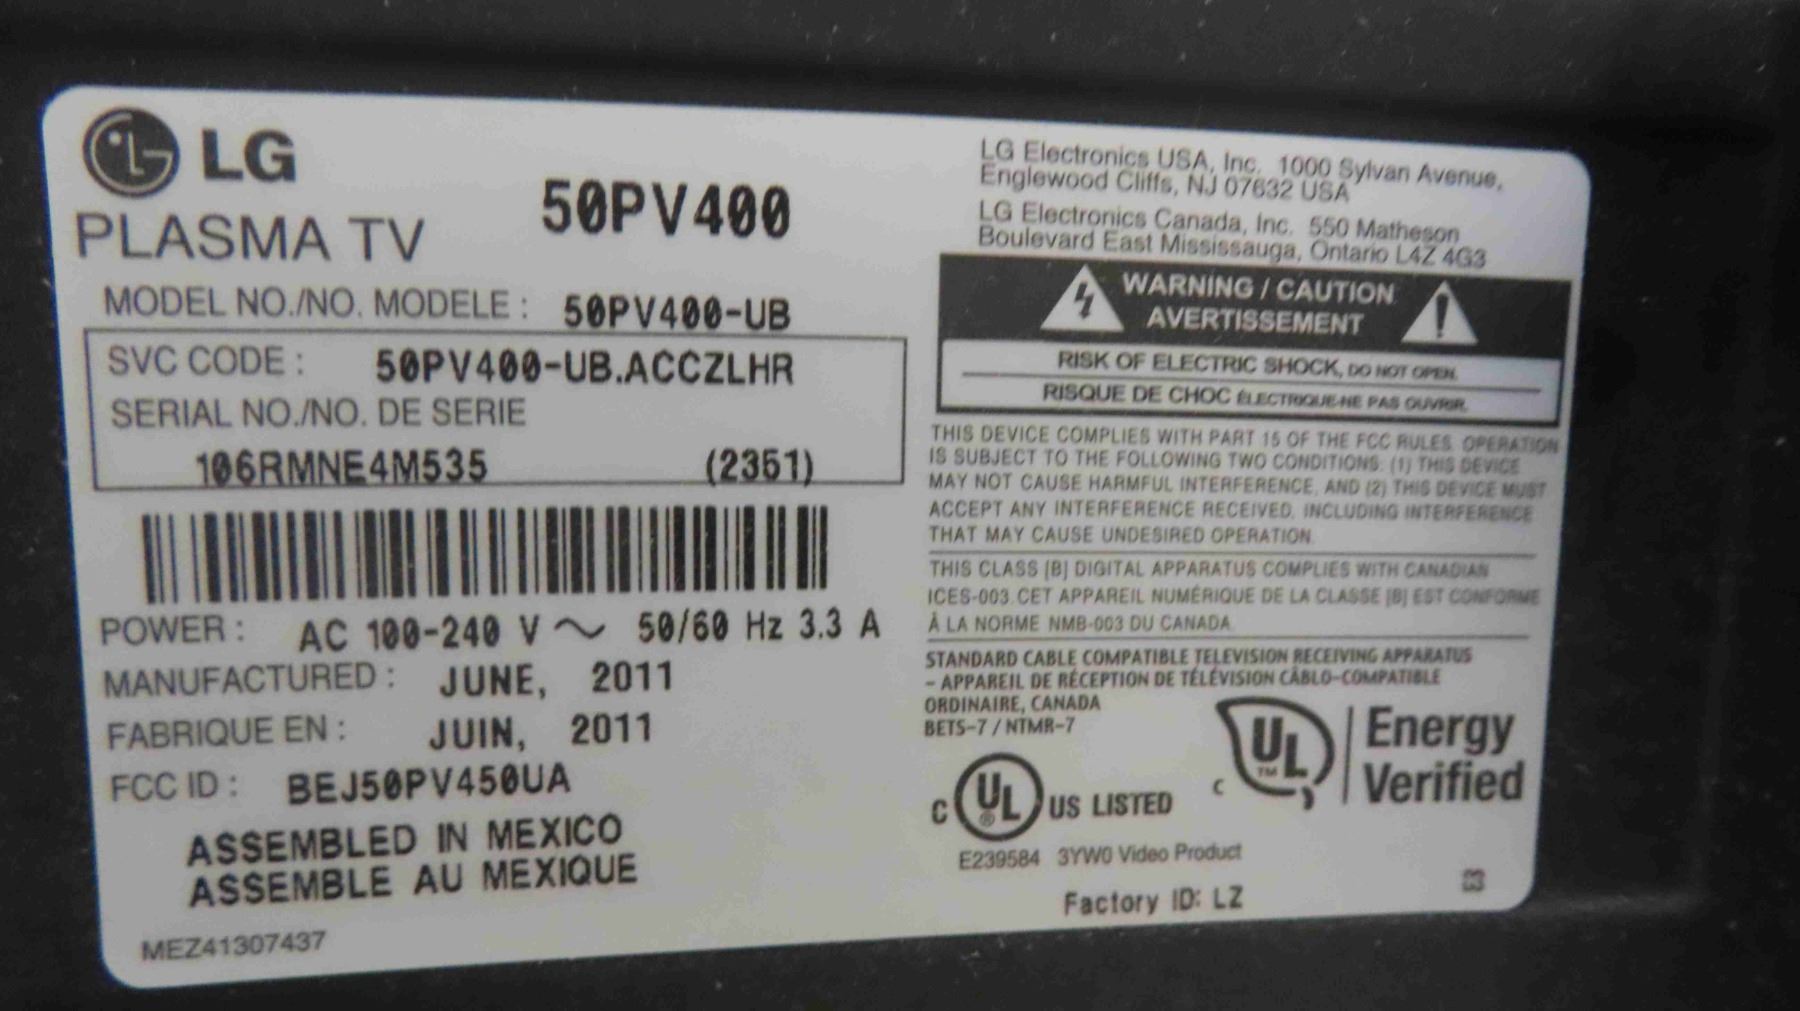 LG
PLASMA TV
50PV400
MODEL NO./NO. MODELE : 50PV400-UB
SVC CODE : 50PV400-UB.ACCZLHR
SERIAL NO./NO. DE SERIE
106RMNE4M535 (2351)
POWER : AC 100-240 V ~ 50/60 Hz 3.3 A
MANUFACTURED : JUNE, 2011
FABRIQUE EN : JUIN, 2011
FCC ID : BEJ50PV450UA
ASSEMBLED IN MEXICO
ASSEMBLE AU MEXIQUE
MEZ41307437
LG Electronics USA, Inc. 1000 Sylvan Avenue,
Englewood Cliffs, NJ 07632 USA
LG Electronics Canada, Inc. 550 Matheson
Boulevard East Mississauga, Ontario L4Z 4G3
WARNING / CAUTION
AVERTISSEMENT
RISK OF ELECTRIC SHOCK, DO NOT OPEN.
RISQUE DE CHOC ÉLECTRIQUE-NE PAS OUVRIR.
THIS DEVICE COMPLIES WITH PART 15 OF THE FCC RULES. OPERATION
IS SUBJECT TO THE FOLLOWING TWO CONDITIONS: (1) THIS DEVICE
MAY NOT CAUSE HARMFUL INTERFERENCE, AND (2) THIS DEVICE MUST
ACCEPT ANY INTERFERENCE RECEIVED, INCLUDING INTERFERENCE
THAT MAY CAUSE UNDESIRED OPERATION.
THIS CLASS [B] DIGITAL APPARATUS COMPLIES WITH CANADIAN
ICES-003. CET APPAREIL NUMÉRIQUE DE LA CLASSE [B] EST CONFORME
À LA NORME NMB-003 DU CANADA
STANDARD CABLE COMPATIBLE TELEVISION RECEIVING APPARATUS
- APPAREIL DE RÉCEPTION DE TÉLÉVISION CÂBLO-COMPATIBLE
ORDINAIRE, CANADA
BETS-7 / NTMR-7
C UL ® US LISTED
C UL TM Energy Verified
E239584 3YW0 Video Product
Factory ID: LZ